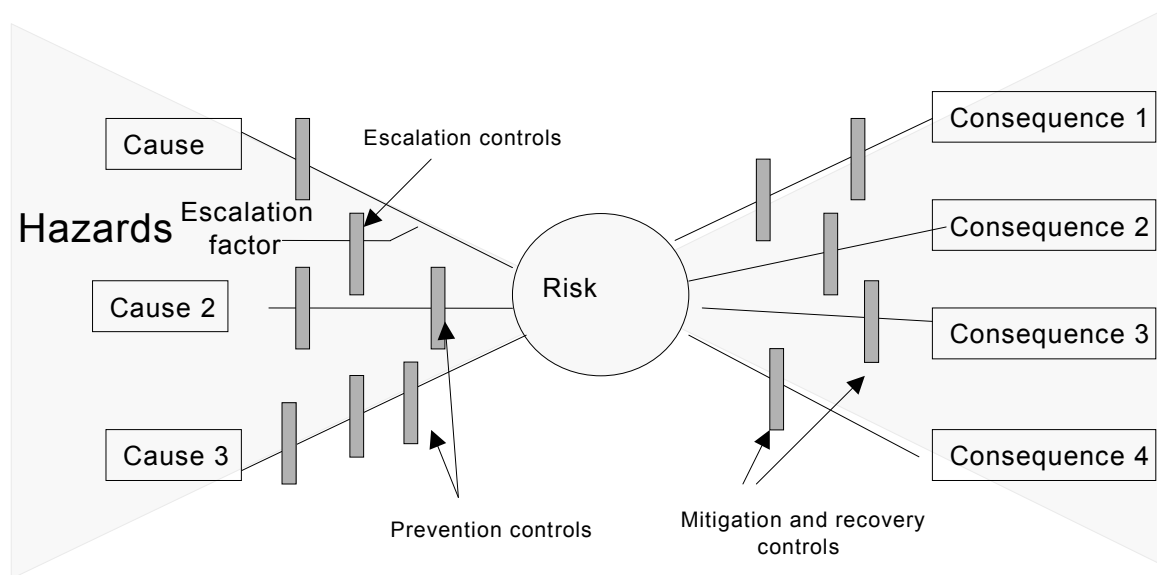 Cause
Escalation controls
Hazards
Escalation
factor
Cause 2
Cause 3
Prevention controls
Risk
Consequence 1
Consequence 2
Consequence 3
Consequence 4
Mitigation and recovery
controls